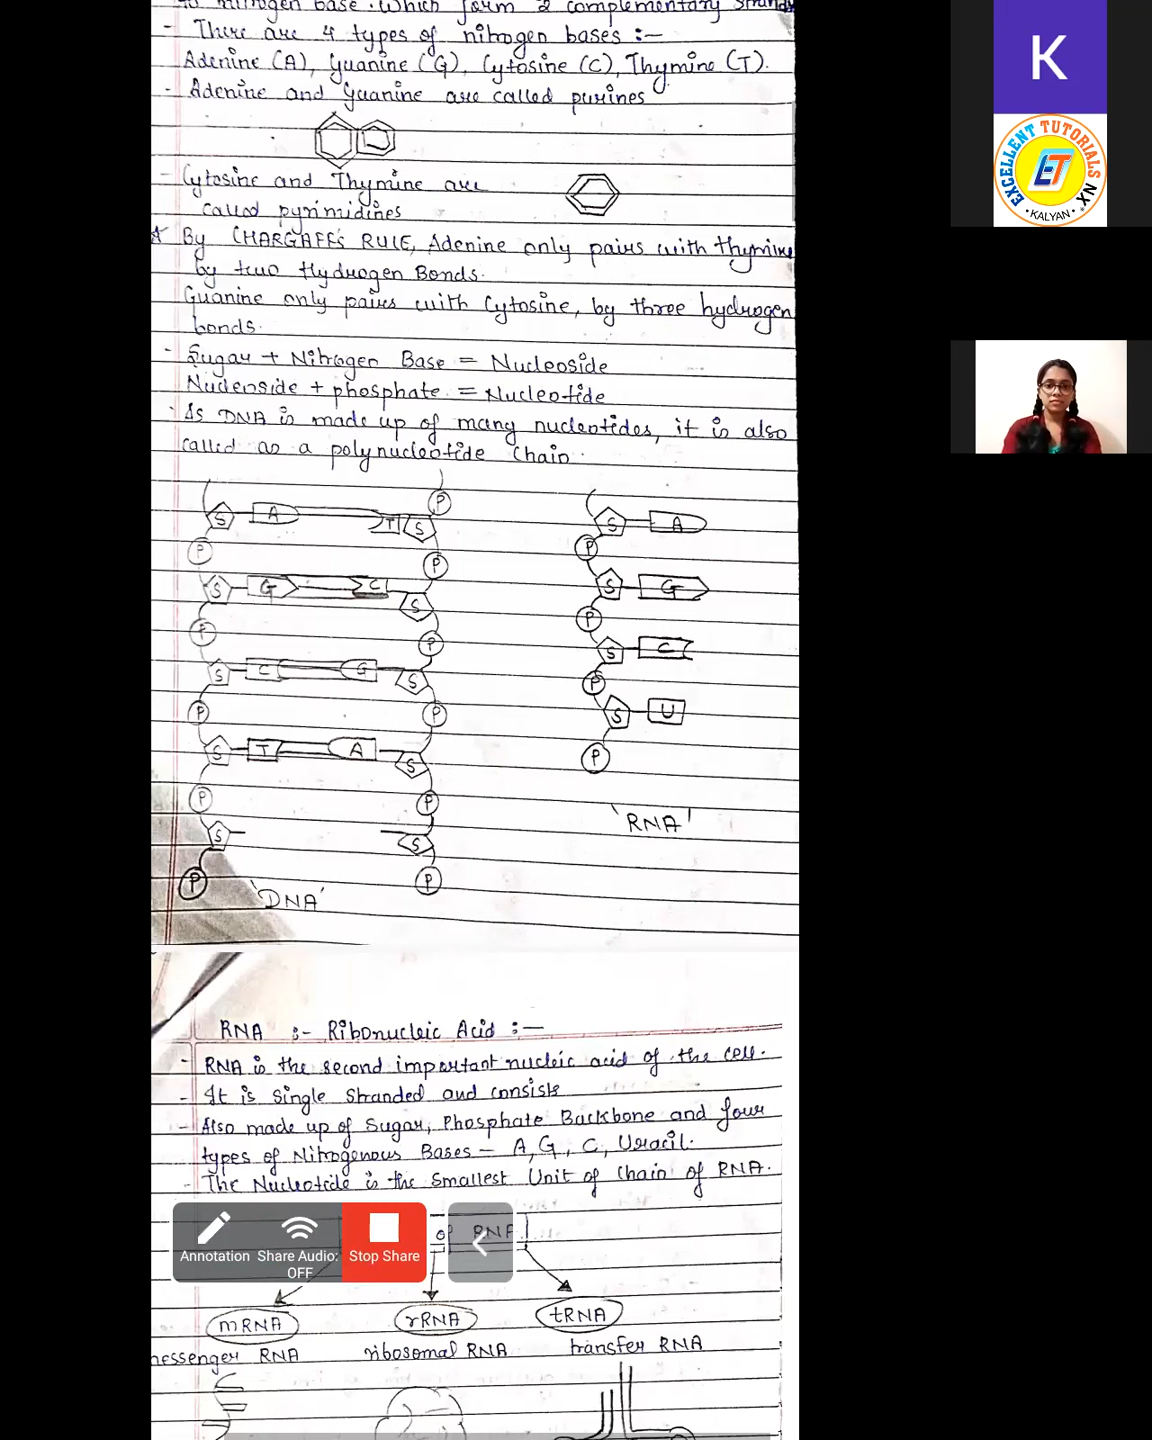 to nitrogen base. Which form 2 complementary strands
- There are 4 types of nitrogen bases :-
Adenine (A), Guanine (G), Cytosine (C), Thymine (T).
- Adenine and Guanine are called purines
- Cytosine and Thymine are
called pyrimidines
* By CHARGAFF'S RULE, Adenine only pairs with thymine
by two Hydrogen Bonds.
Guanine only pairs with Cytosine, by three hydrogen
bonds.
- Sugar + Nitrogen Base = Nucleoside
Nucleoside + phosphate = Nucleotide
- As DNA is made up of many nucleotides, it is also
called as a polynucleotide Chain.
P
S A T S
P P
S G C S
P P
S C G S
P P
S T A S
P P
S S
P P
'DNA'
S A
P
S G
P
S C
P
S U
P
'RNA'
RNA :- Ribonucleic Acid :-
- RNA is the second important nucleic acid of the cell.
- It is Single Stranded and consists
- Also made up of Sugar, Phosphate Backbone and four
types of Nitrogenous Bases - A, G, C, Uracil.
- The Nucleotide is the Smallest Unit of Chain of RNA.
of RNA
mRNA rRNA tRNA
messenger RNA ribosomal RNA transfer RNA
Annotation Share Audio: OFF Stop Share
K
EXCELLENT TUTORIALS NX
ET
KALYAN